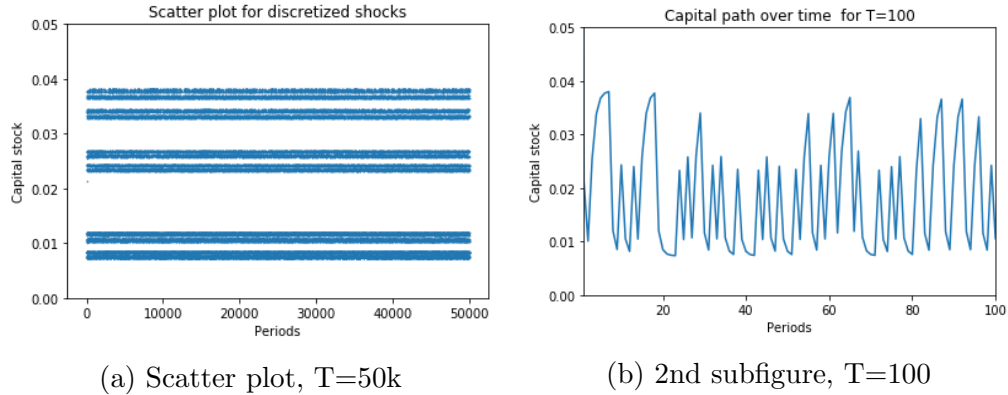 Scatter plot for discretized shocks
0.05
0.04
0.03
0.02
0.01
0.00
Capital stock
0
10000
20000
30000
40000
50000
Periods
(a) Scatter plot, T=50k
Capital path over time for T=100
0.05
0.04
0.03
0.02
0.01
0.00
Capital stock
20
40
60
80
100
Periods
(b) 2nd subfigure, T=100